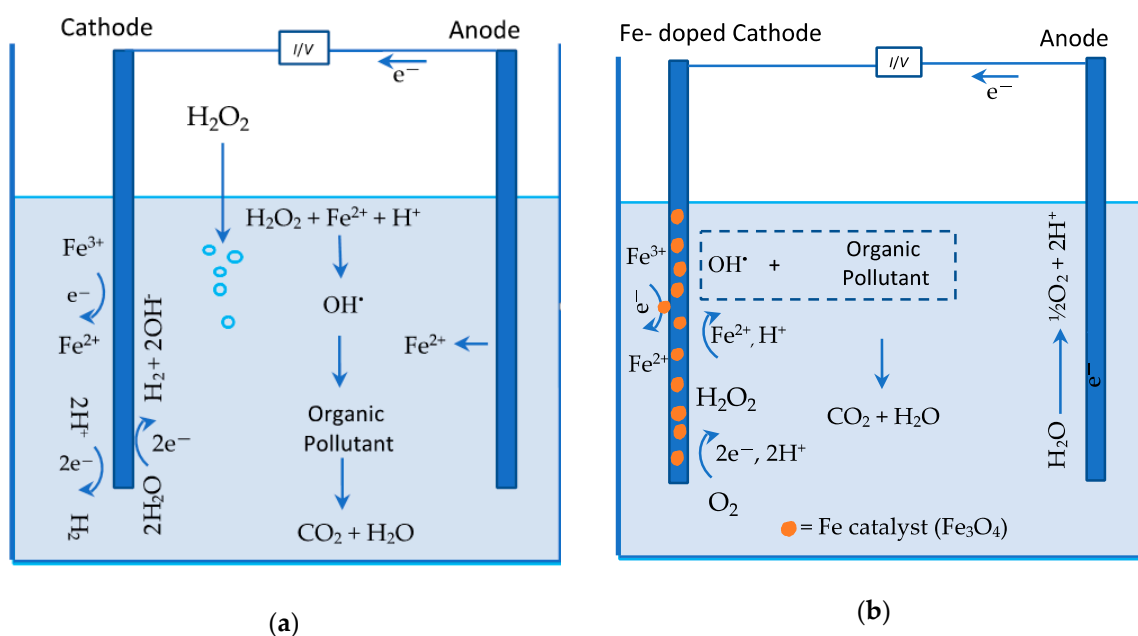 Cathode
Anode
I/V
e⁻
H₂O₂
H₂O₂ + Fe²⁺ + H⁺
Fe³⁺
e⁻
Fe²⁺
OH•
Fe²⁺
H₂ + 2OH⁻
2e⁻
2H₂O
2H⁺
2e⁻
H₂
Organic
Pollutant
CO₂ + H₂O
(a)
Fe- doped Cathode
Anode
I/V
e⁻
Fe³⁺
e⁻
Fe²⁺
OH• +
Organic
Pollutant
Fe²⁺, H⁺
H₂O₂
2e⁻, 2H⁺
O₂
CO₂ + H₂O
½O₂ + 2H⁺
H₂O
e⁻
= Fe catalyst (Fe₃O₄)
(b)